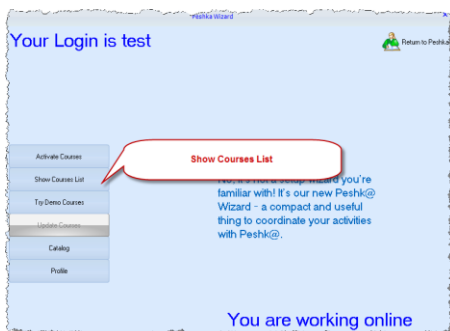 Peshka Wizard
Your Login is test
Return to Peshka
Activate Courses
Show Courses List
Show Courses List
No, it's not a setup wizard you're
familiar with! It's our new Peshk@
Wizard - a compact and useful
thing to coordinate your activities
with Peshk@.
Try Demo Courses
Update Courses
Catalog
Profile
You are working online